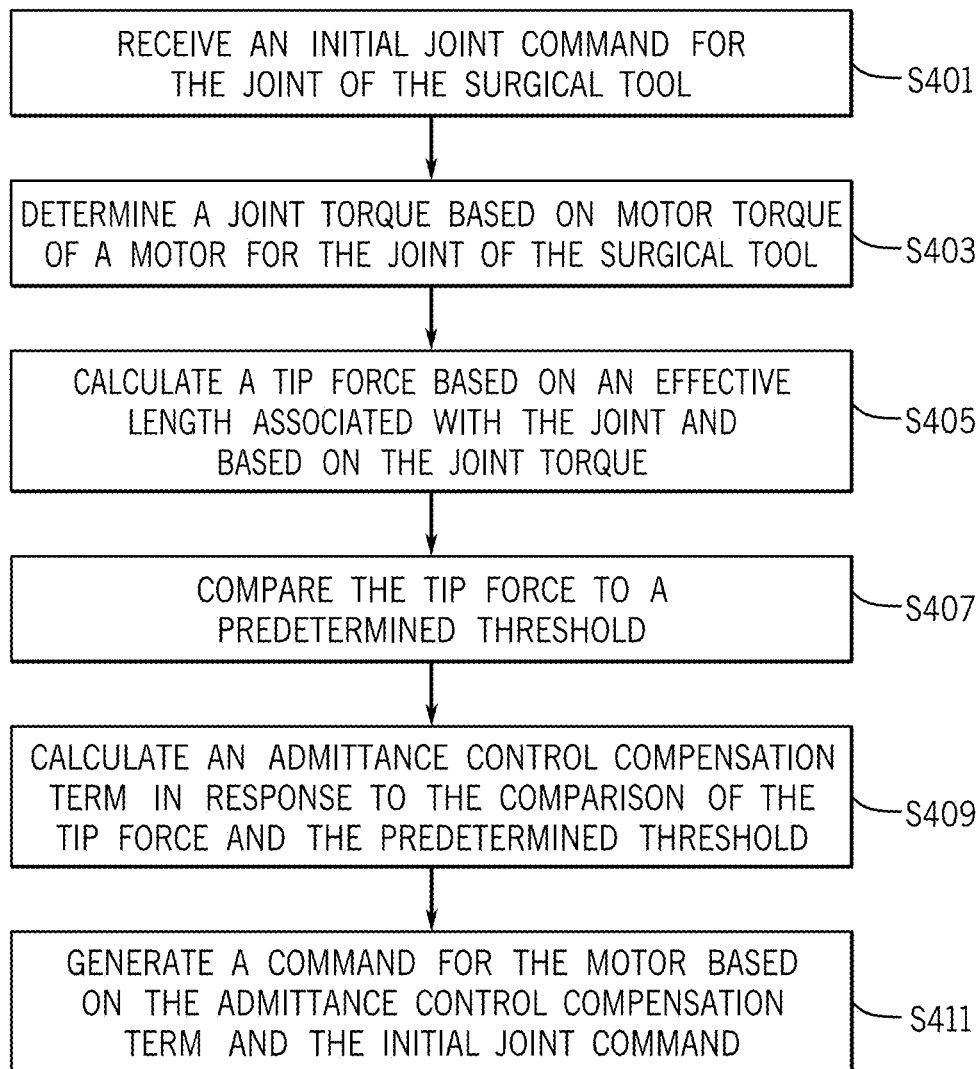 RECEIVE AN INITIAL JOINT COMMAND FOR
THE JOINT OF THE SURGICAL TOOL
S401
DETERMINE A JOINT TORQUE BASED ON MOTOR TORQUE
OF A MOTOR FOR THE JOINT OF THE SURGICAL TOOL
S403
CALCULATE A TIP FORCE BASED ON AN EFFECTIVE
LENGTH ASSOCIATED WITH THE JOINT AND
BASED ON THE JOINT TORQUE
S405
COMPARE THE TIP FORCE TO A
PREDETERMINED THRESHOLD
S407
CALCULATE AN ADMITTANCE CONTROL COMPENSATION
TERM IN RESPONSE TO THE COMPARISON OF THE
TIP FORCE AND THE PREDETERMINED THRESHOLD
S409
GENERATE A COMMAND FOR THE MOTOR BASED
ON THE ADMITTANCE CONTROL COMPENSATION
TERM AND THE INITIAL JOINT COMMAND
S411